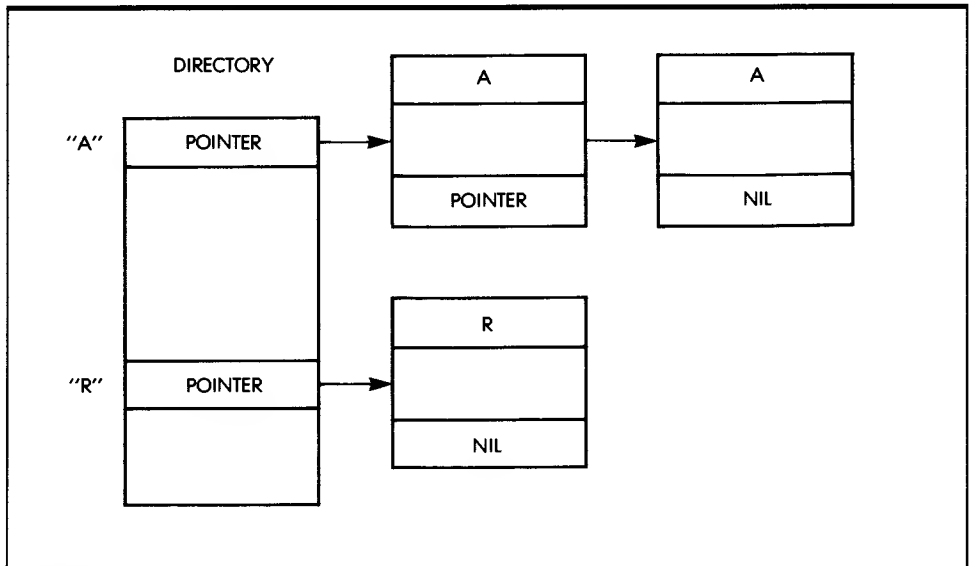 DIRECTORY
A
A
"A"
POINTER
POINTER
NIL
R
"R"
POINTER
NIL